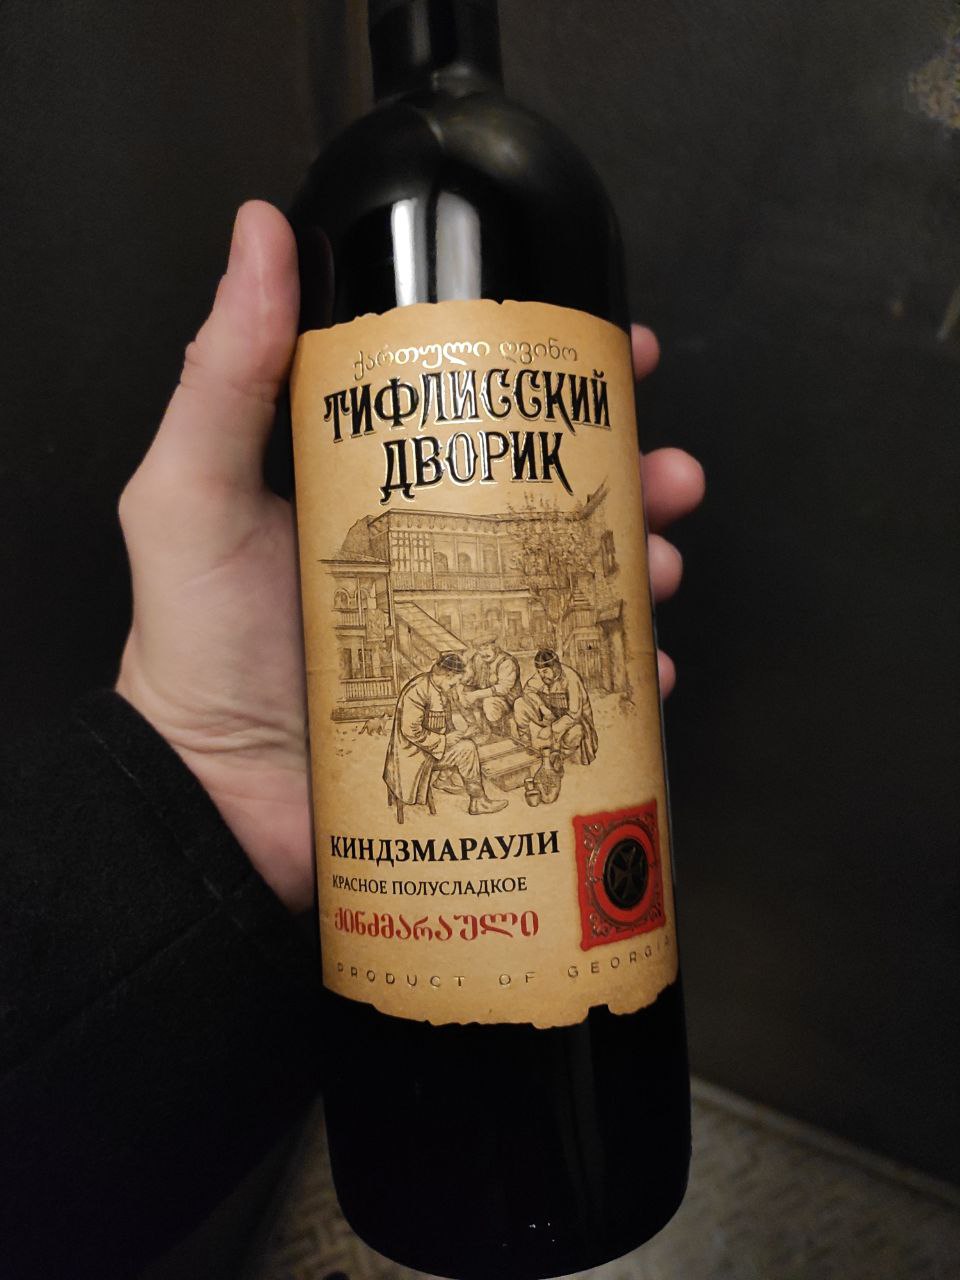 ქართული ღვინო
ТИФЛИССКИЙ
ДВОРИК
КИНДЗМАРАУЛИ
КРАСНОЕ ПОЛУСЛАДКОЕ
ქინძმარაული
PRODUCT OF GEORGIA